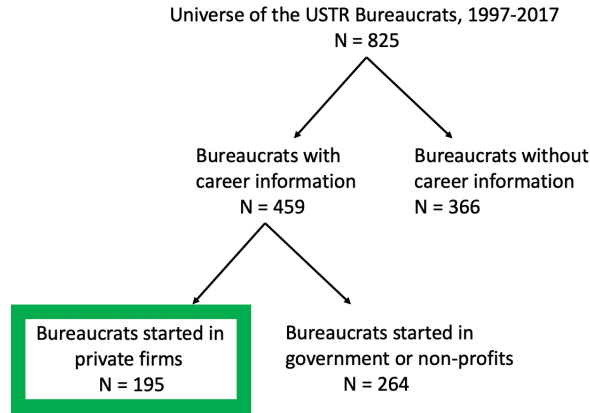 Universe of the USTR Bureaucrats, 1997-2017
N = 825
Bureaucrats with
career information
N = 459
Bureaucrats without
career information
N = 366
Bureaucrats started in
private firms
N = 195
Bureaucrats started in
government or non-profits
N = 264